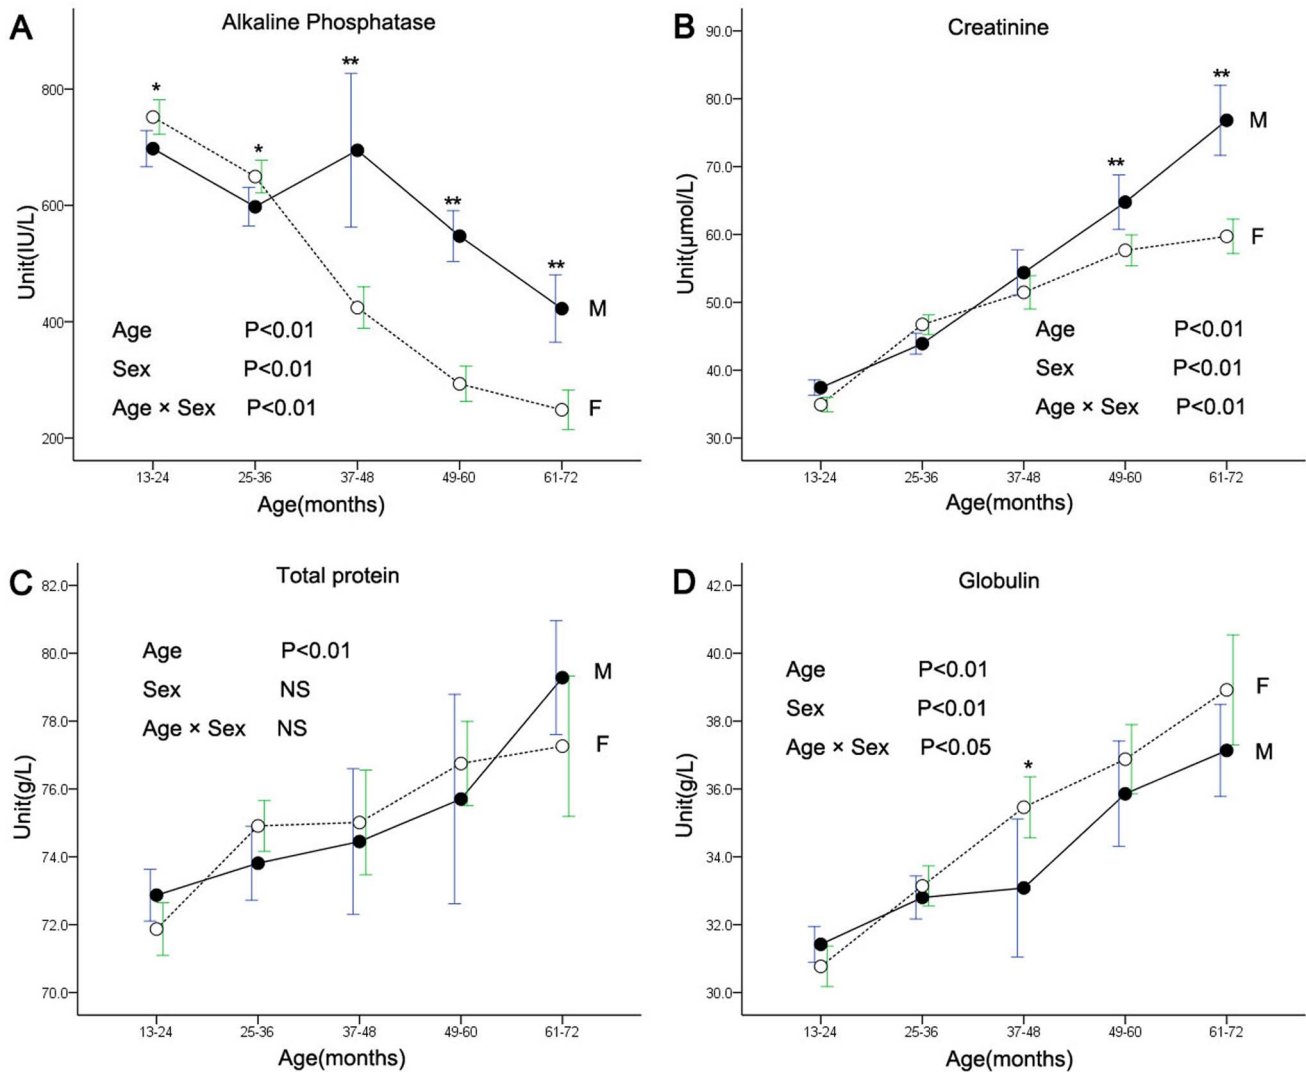 A
Alkaline Phosphatase
800
600
400
200
Unit(IU/L)
*
*
**
**
**
M
F
Age P<0.01
Sex P<0.01
Age × Sex P<0.01
13-24 25-36 37-48 49-60 61-72
Age(months)
B
Creatinine
90.0
80.0
70.0
60.0
50.0
40.0
30.0
Unit(μmol/L)
**
**
M
F
Age P<0.01
Sex P<0.01
Age × Sex P<0.01
13-24 25-36 37-48 49-60 61-72
Age(months)
C
Total protein
82.0
80.0
78.0
76.0
74.0
72.0
70.0
Unit(g/L)
Age P<0.01
Sex NS
Age × Sex NS
M
F
13-24 25-36 37-48 49-60 61-72
Age(months)
D
Globulin
42.0
40.0
38.0
36.0
34.0
32.0
30.0
Unit(g/L)
Age P<0.01
Sex P<0.01
Age × Sex P<0.05
*
F
M
13-24 25-36 37-48 49-60 61-72
Age(months)